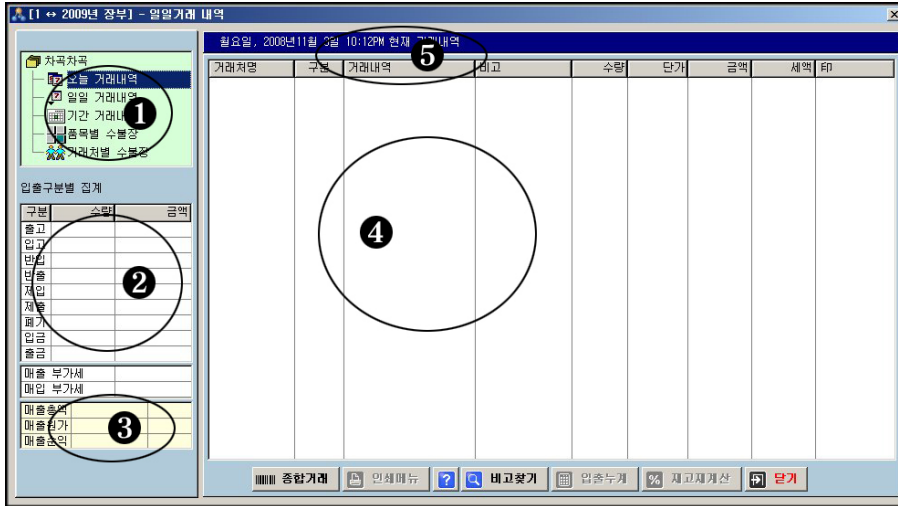 [1 ↔ 2009년 장부] - 일일거래 내역
월요일, 2008년11월 3일 10:12PM 현재 거래내역
5
차곡차곡
오늘 거래내역
일일 거래내역
기간 거래내
1
품목별 수불장
거래처별 수불장
입출구분별 집계
구분 수량 금액
출고
입고
반입
반출
2
제입
제출
폐기
입금
출금
매출 부가세
매입 부가세
매출총액
매출원가
3
매출순익
거래처명 구분 거래내역 비고 수량 단가 금액 세액 印
4
종합거래 인쇄메뉴 ? 비고찾기 입출누계 재고재계산 닫기